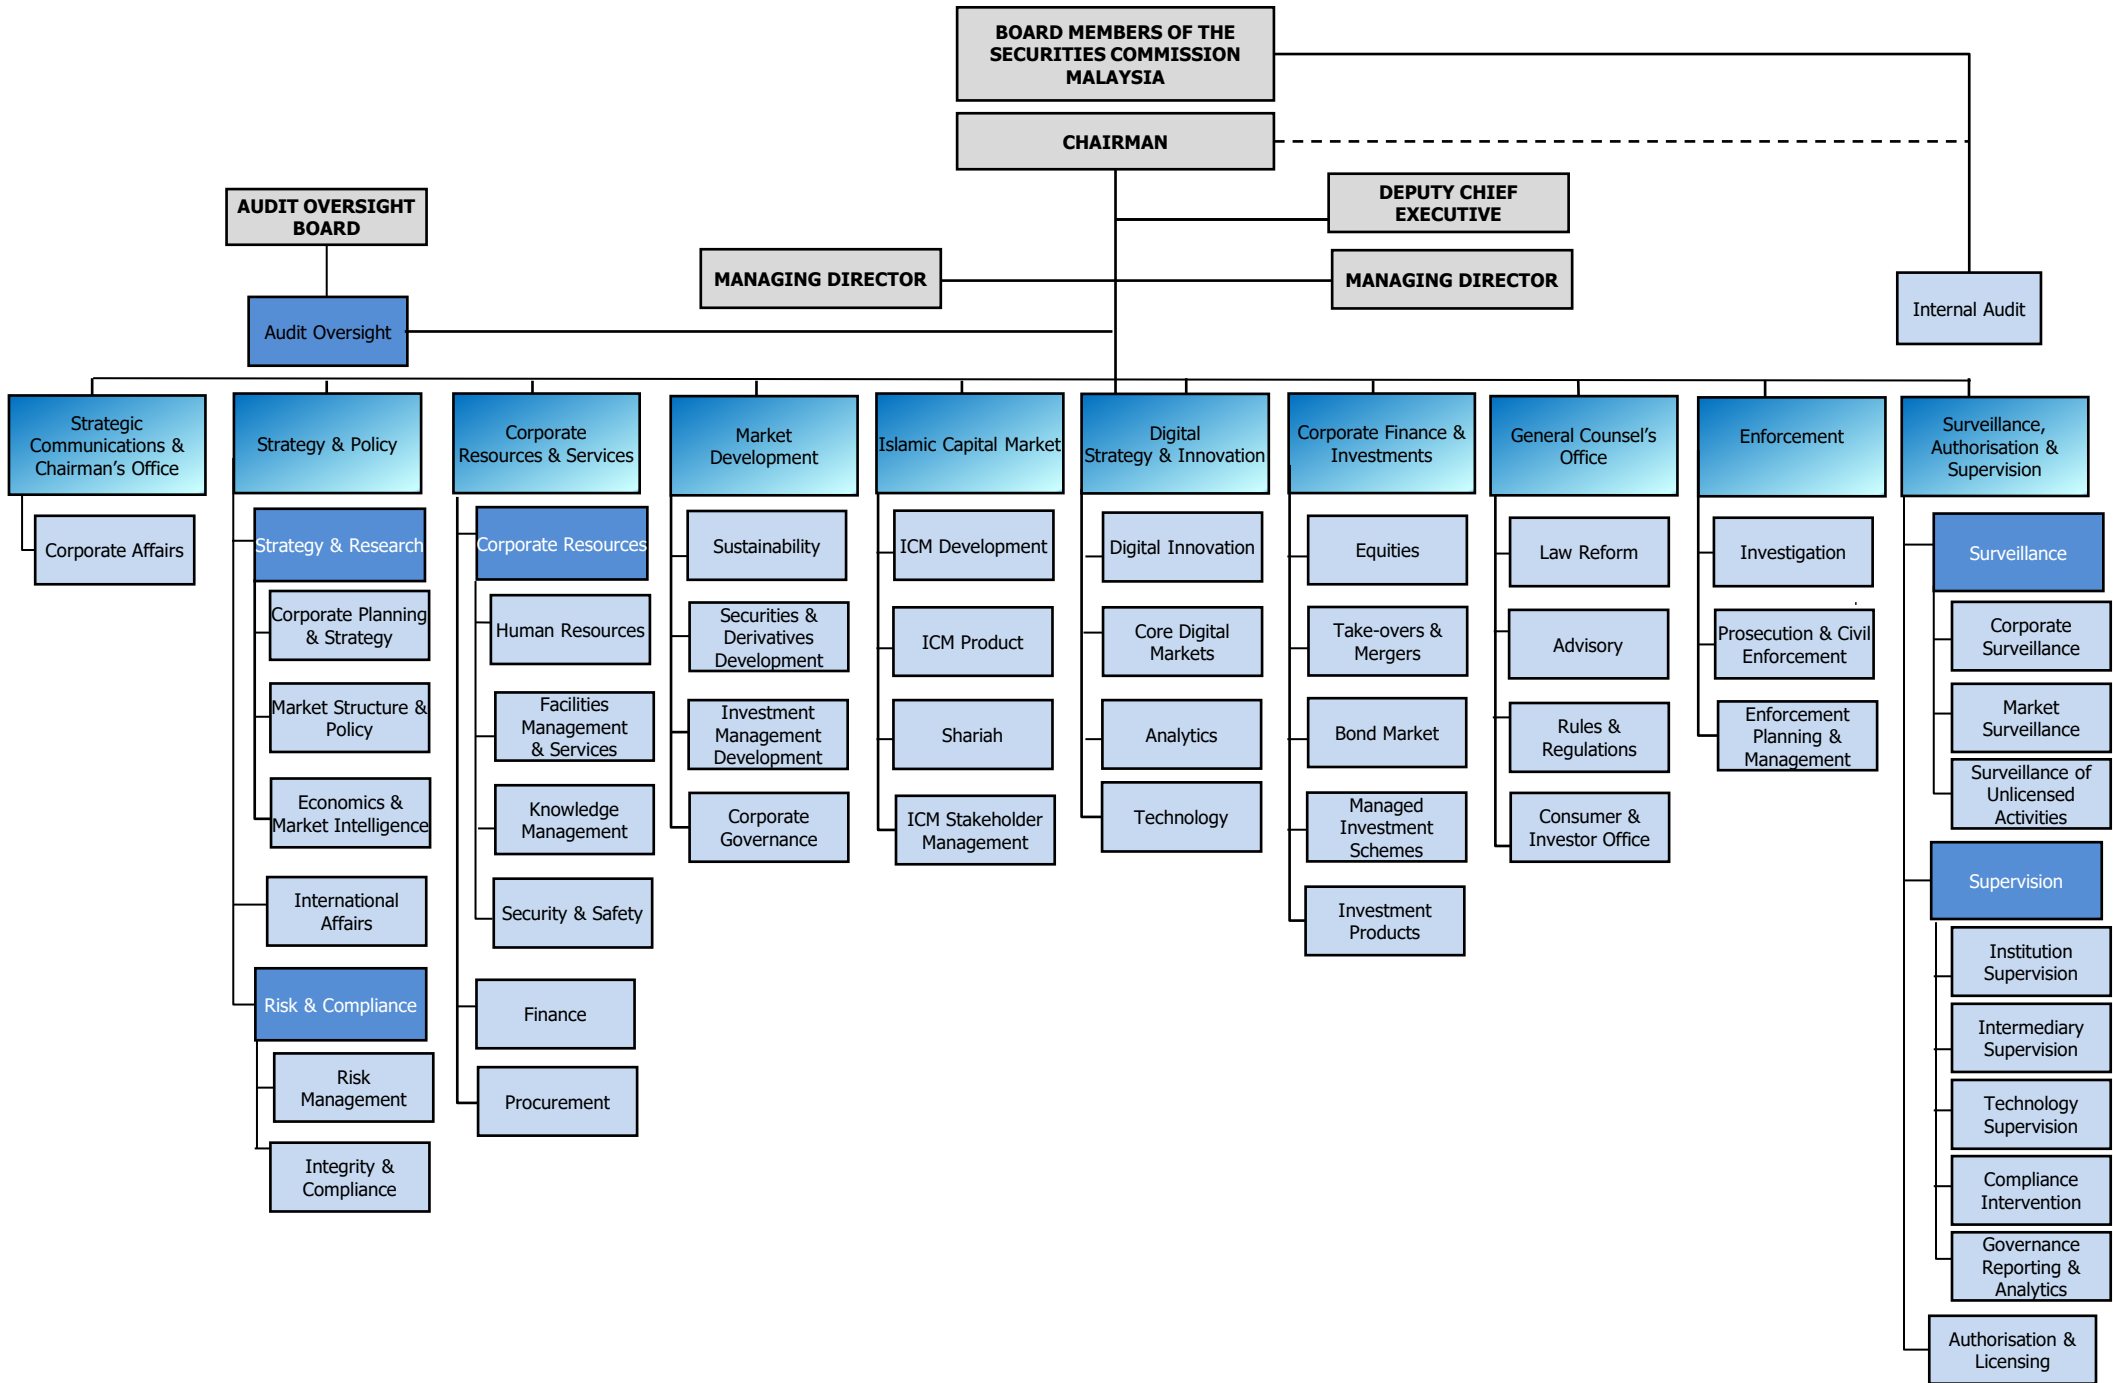 BOARD MEMBERS OF THE
SECURITIES COMMISSION
MALAYSIA
CHAIRMAN
DEPUTY CHIEF
EXECUTIVE
AUDIT OVERSIGHT
BOARD
MANAGING DIRECTOR
MANAGING DIRECTOR
Internal Audit
Audit Oversight
Strategic
Communications &
Chairman's Office
Corporate Affairs
Strategy & Policy
Strategy & Research
Corporate Planning
& Strategy
Market Structure &
Policy
Economics &
Market Intelligence
International
Affairs
Risk & Compliance
Risk
Management
Integrity &
Compliance
Corporate
Resources & Services
Corporate Resources
Human Resources
Facilities
Management
& Services
Knowledge
Management
Security & Safety
Finance
Procurement
Market
Development
Sustainability
Securities &
Derivatives
Development
Investment
Management
Development
Corporate
Governance
Islamic Capital Market
ICM Development
ICM Product
Shariah
ICM Stakeholder
Management
Digital
Strategy & Innovation
Digital Innovation
Core Digital
Markets
Analytics
Technology
Corporate Finance &
Investments
Equities
Take-overs &
Mergers
Bond Market
Managed
Investment
Schemes
Investment
Products
General Counsel's
Office
Law Reform
Advisory
Rules &
Regulations
Consumer &
Investor Office
Enforcement
Investigation
Prosecution & Civil
Enforcement
Enforcement
Planning &
Management
Surveillance,
Authorisation &
Supervision
Surveillance
Corporate
Surveillance
Market
Surveillance
Surveillance of
Unlicensed
Activities
Supervision
Institution
Supervision
Intermediary
Supervision
Technology
Supervision
Compliance
Intervention
Governance
Reporting &
Analytics
Authorisation &
Licensing